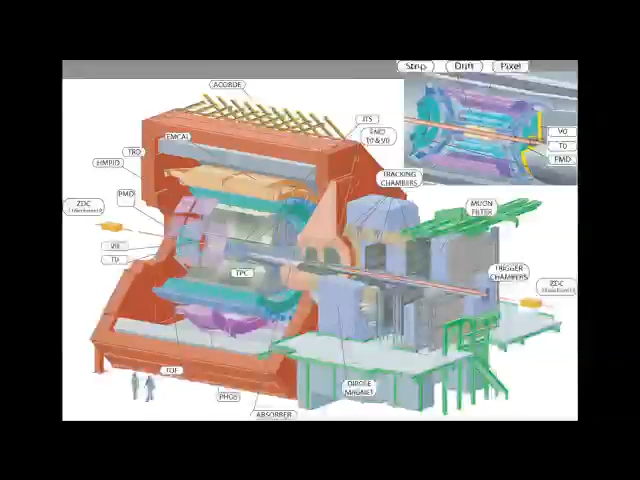 Strip
Drift
Pixel
ACORDE
ITS
FMD
T0 & V0
EMCAL
TRD
HMPID
PMD
ZDC
V0
T0
TPC
TRACKING
CHAMBERS
MUON
FILTER
TRIGGER
CHAMBERS
ZDC
V0
T0
FMD
TOF
PHOS
ABSORBER
DIPOLE
MAGNET